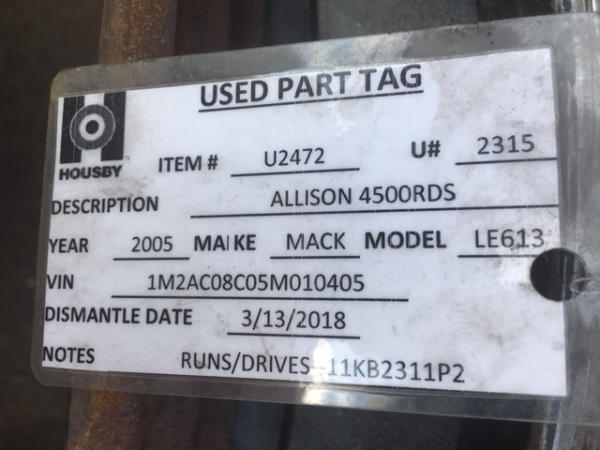 USED PART TAG
HOUSBY
ITEM # U2472 U# 2315
DESCRIPTION ALLISON 4500RDS
YEAR 2005 MAKE MACK MODEL LE613
VIN 1M2AC08C05M010405
DISMANTLE DATE 3/13/2018
NOTES RUNS/DRIVES--11KB2311P2